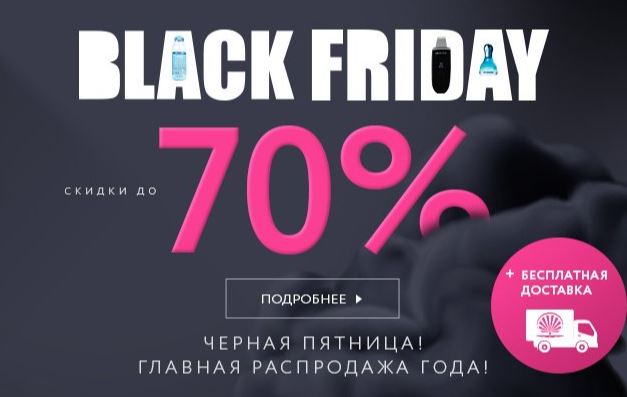 BLACK FRIDAY
СКИДКИ ДО
70%
+ БЕСПЛАТНАЯ
ДОСТАВКА
ПОДРОБНЕЕ
ЧЕРНАЯ ПЯТНИЦА!
ГЛАВНАЯ РАСПРОДАЖА ГОДА!